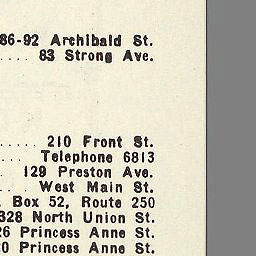 86-92 Archibald St.
.... 83 Strong Ave.
..... 210 Front St.
.... Telephone 6813
. 129 Preston Ave.
... West Main St.
. Box 52, Route 250
328 North Union St.
26 Princess Anne St.
20 Princess Anne St.